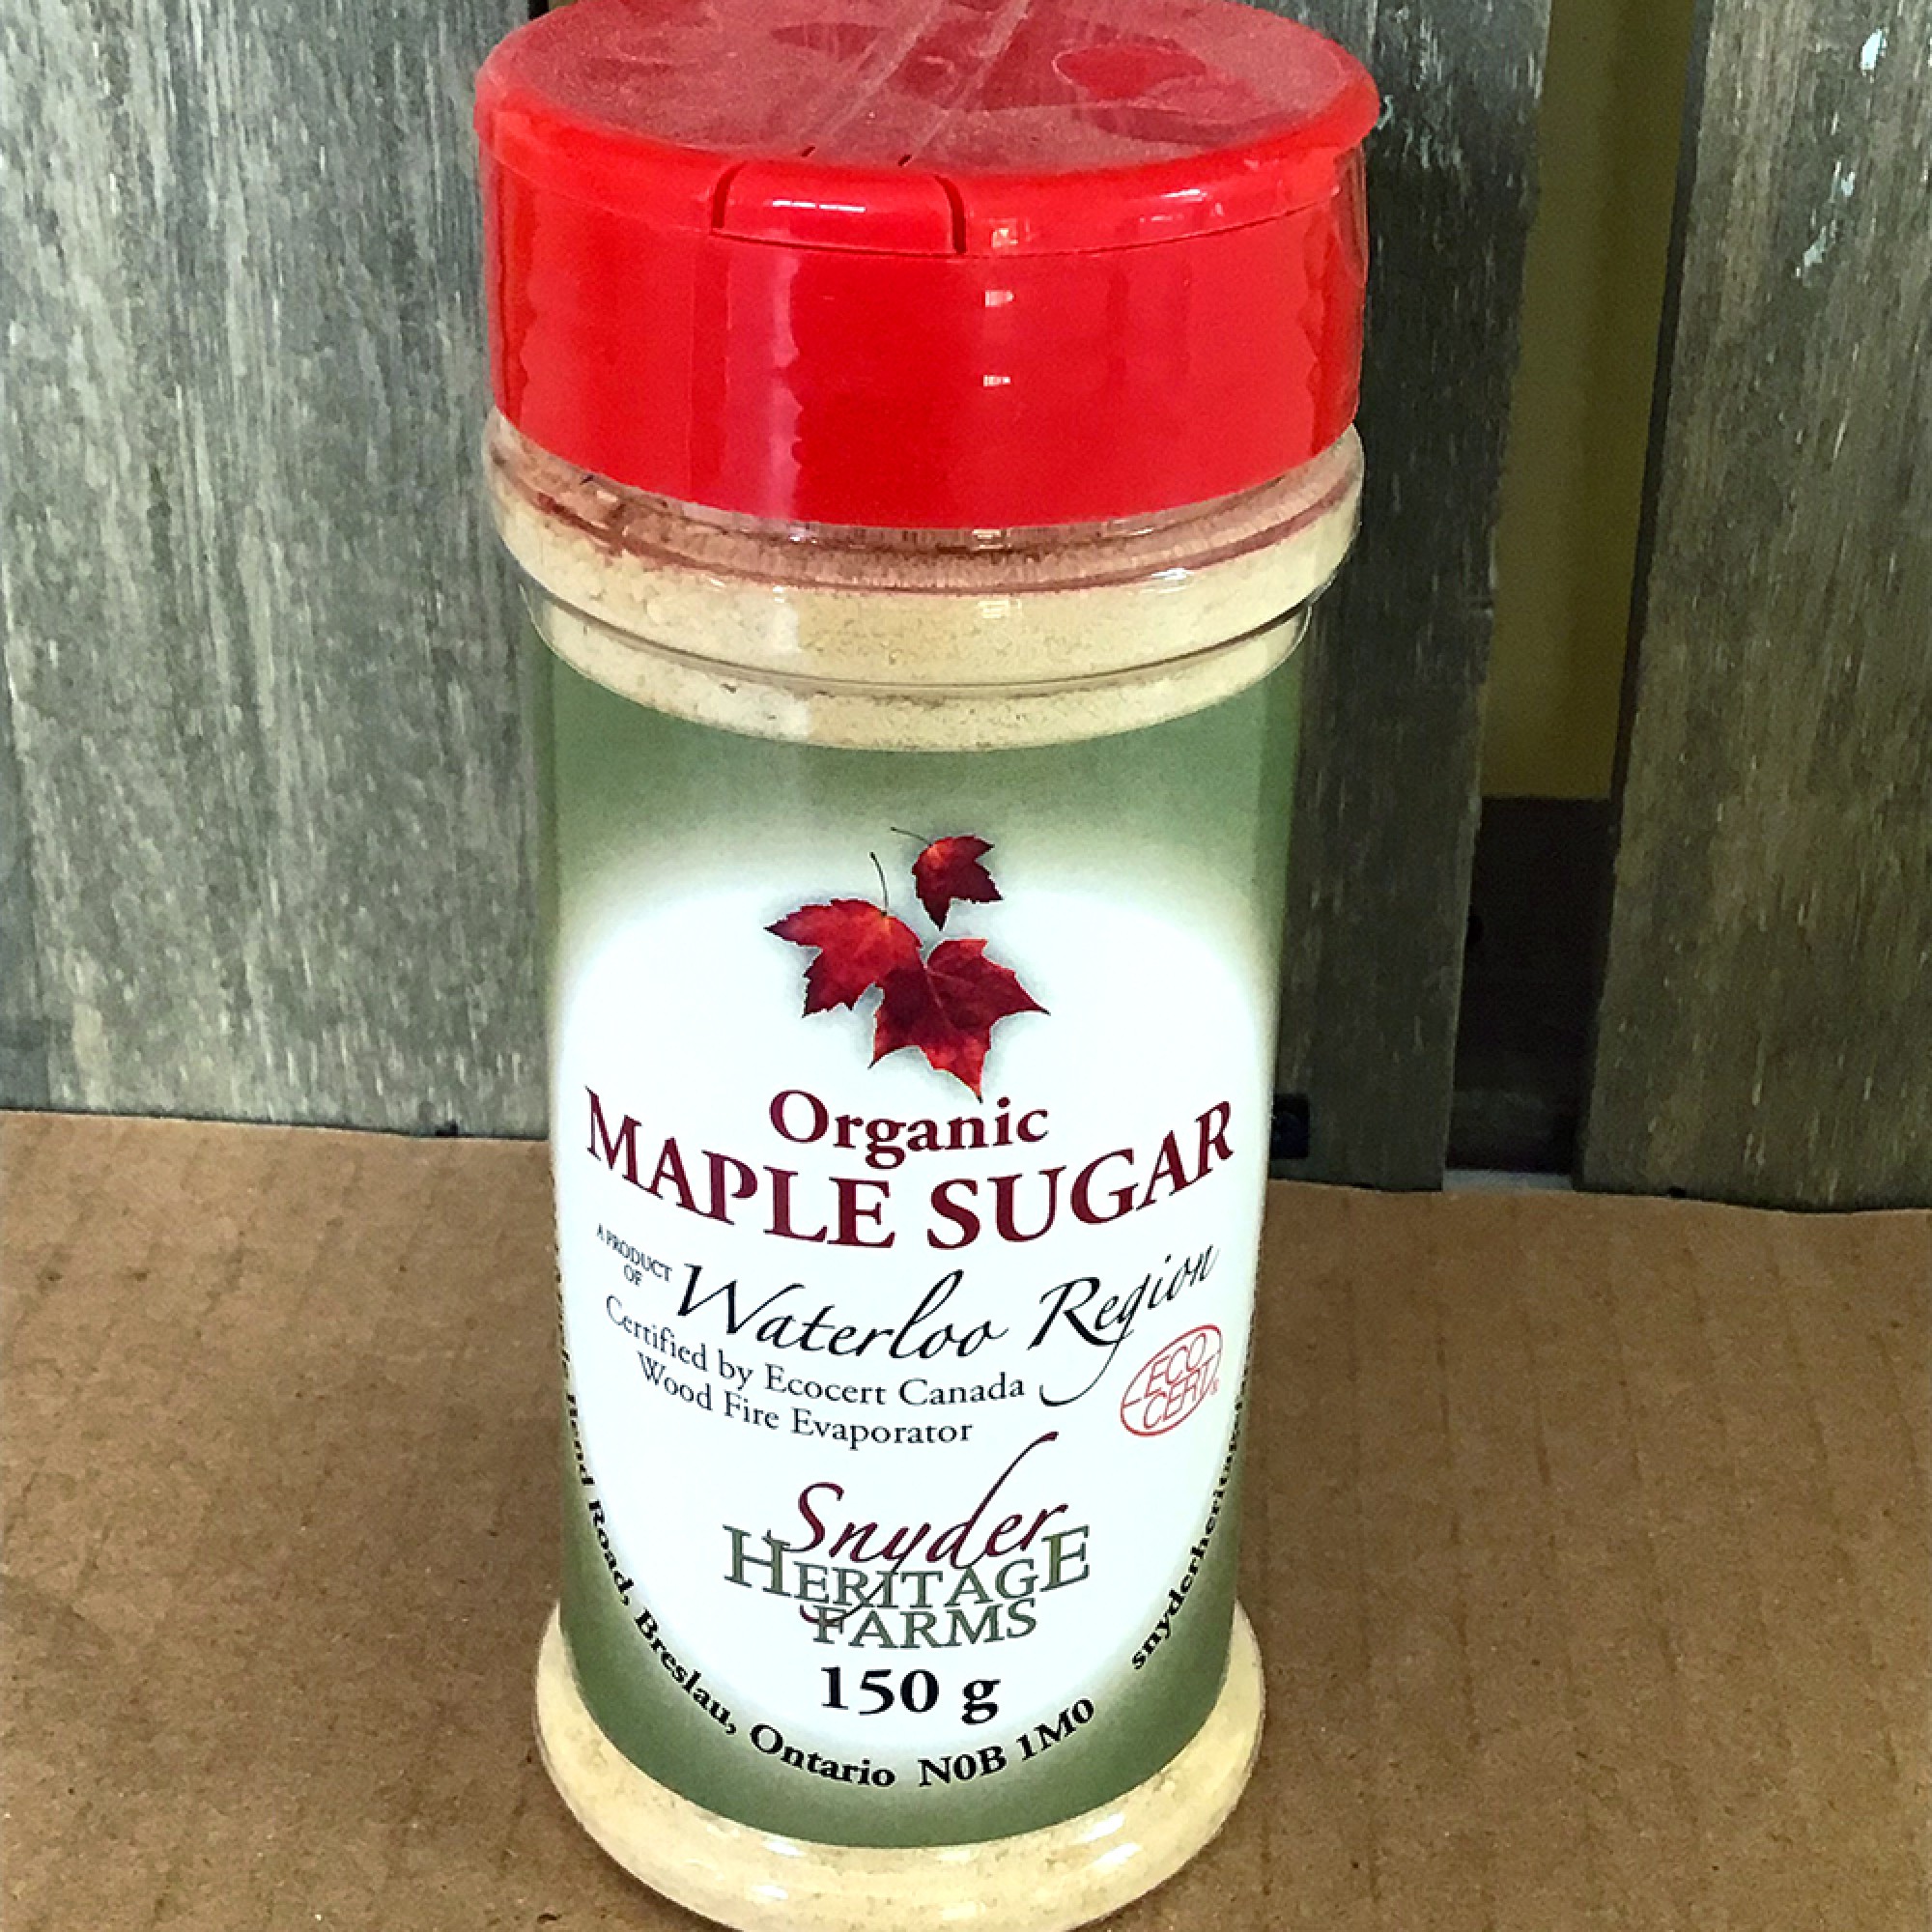 Organic
MAPLE SUGAR
A PRODUCT
OF
Waterloo Region
Certified by Ecocert Canada
Wood Fire Evaporator
ECO
CERT
Snyder
HERITAGE
FARMS
150 g
Road, Breslau, Ontario N0B 1M0